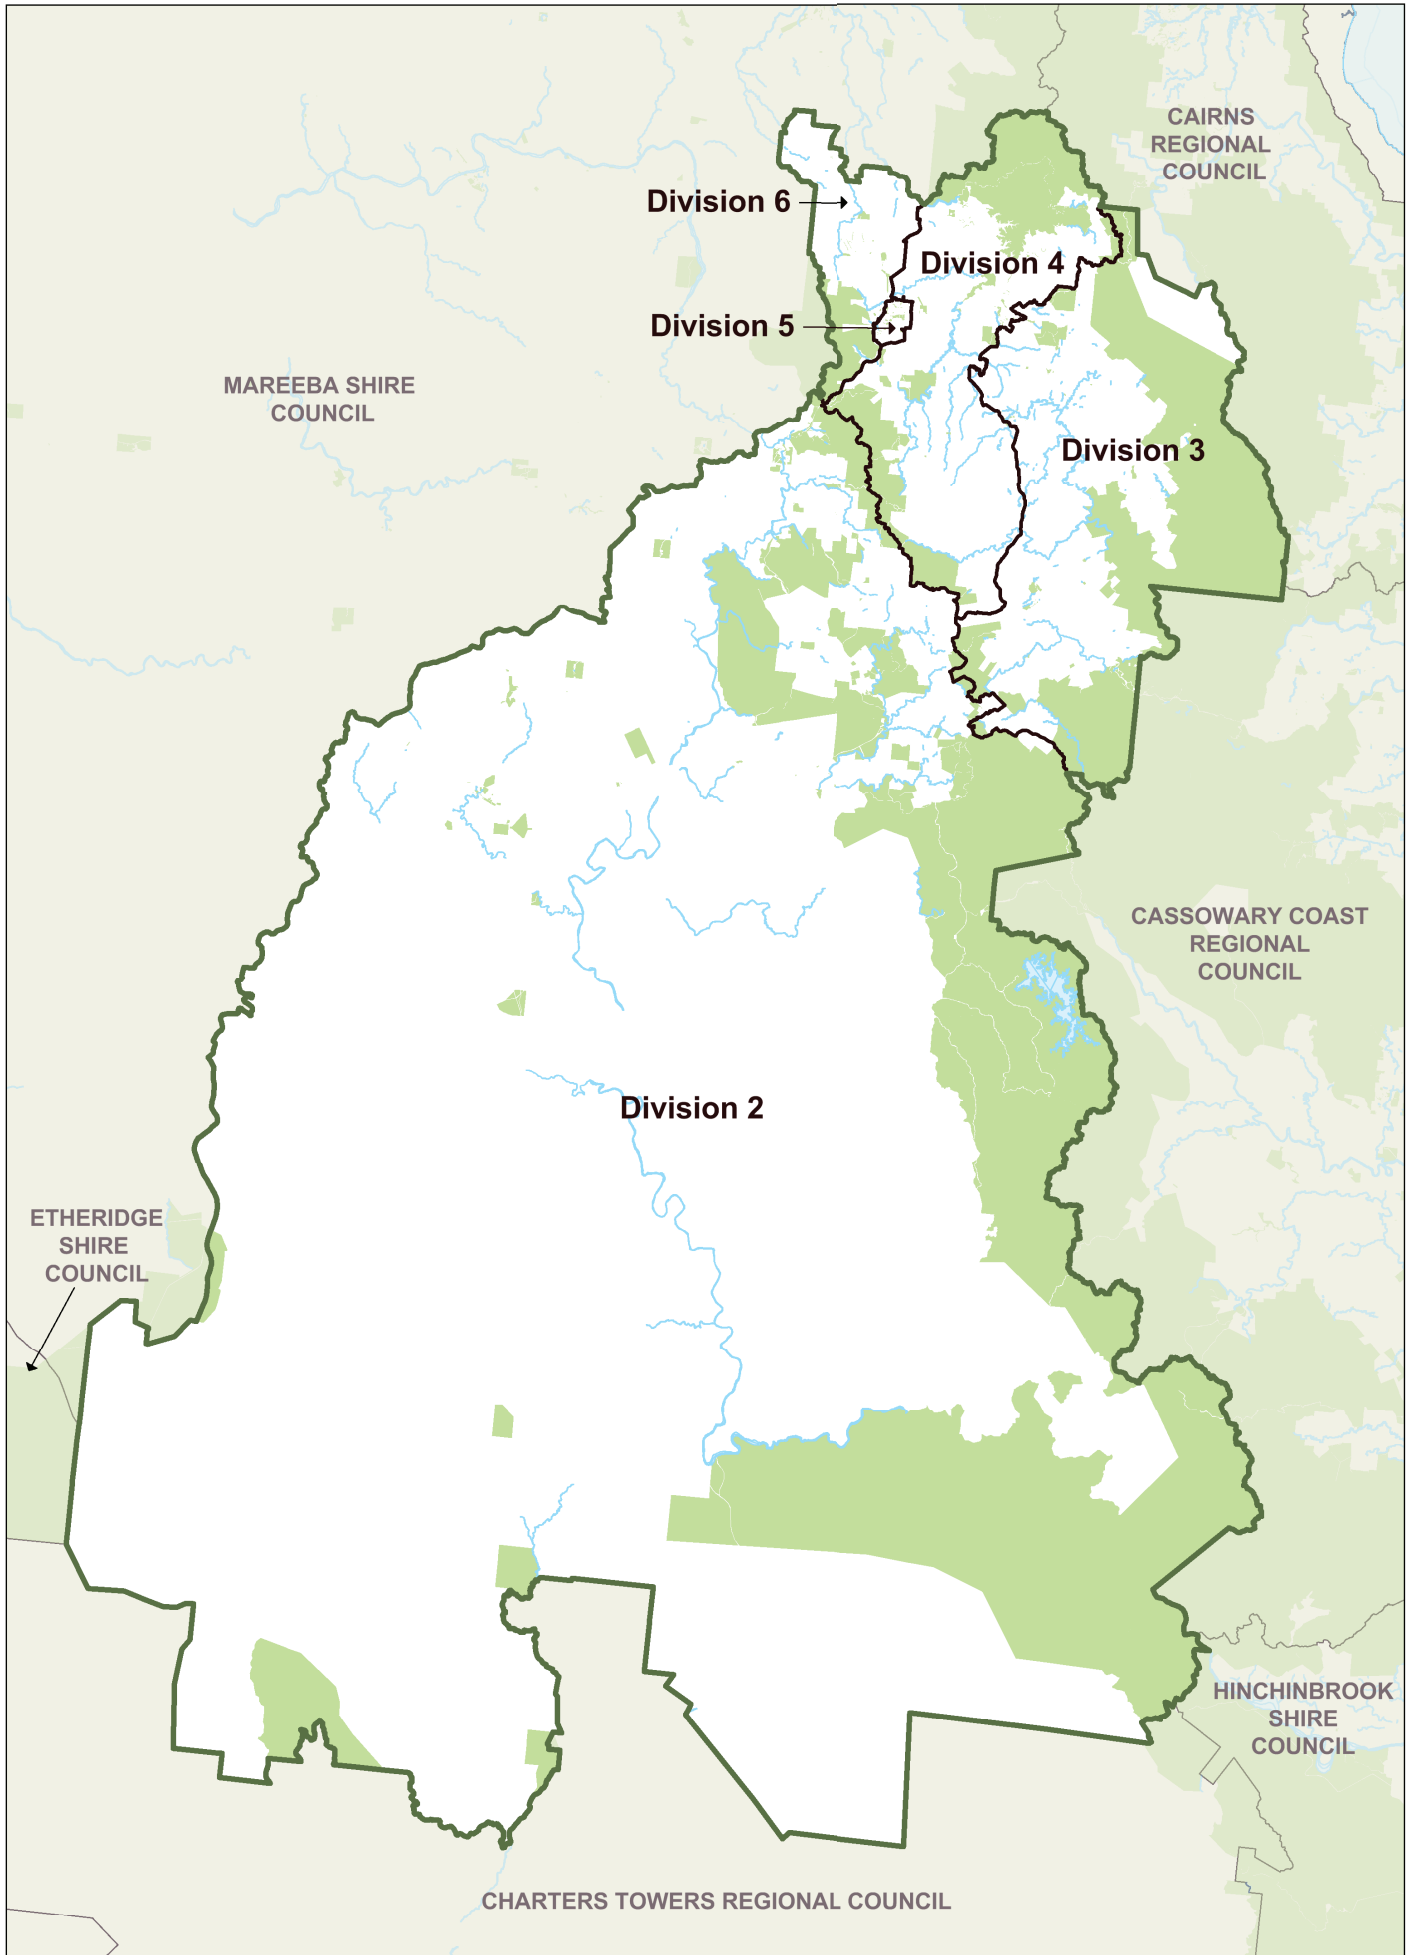 CAIRNS
REGIONAL
COUNCIL
Division 6
Division 4
Division 5
MAREEBA SHIRE
COUNCIL
Division 3
CASSOWARY COAST
REGIONAL
COUNCIL
Division 2
ETHERIDGE
SHIRE
COUNCIL
HINCHINBROOK
SHIRE
COUNCIL
CHARTERS TOWERS REGIONAL COUNCIL